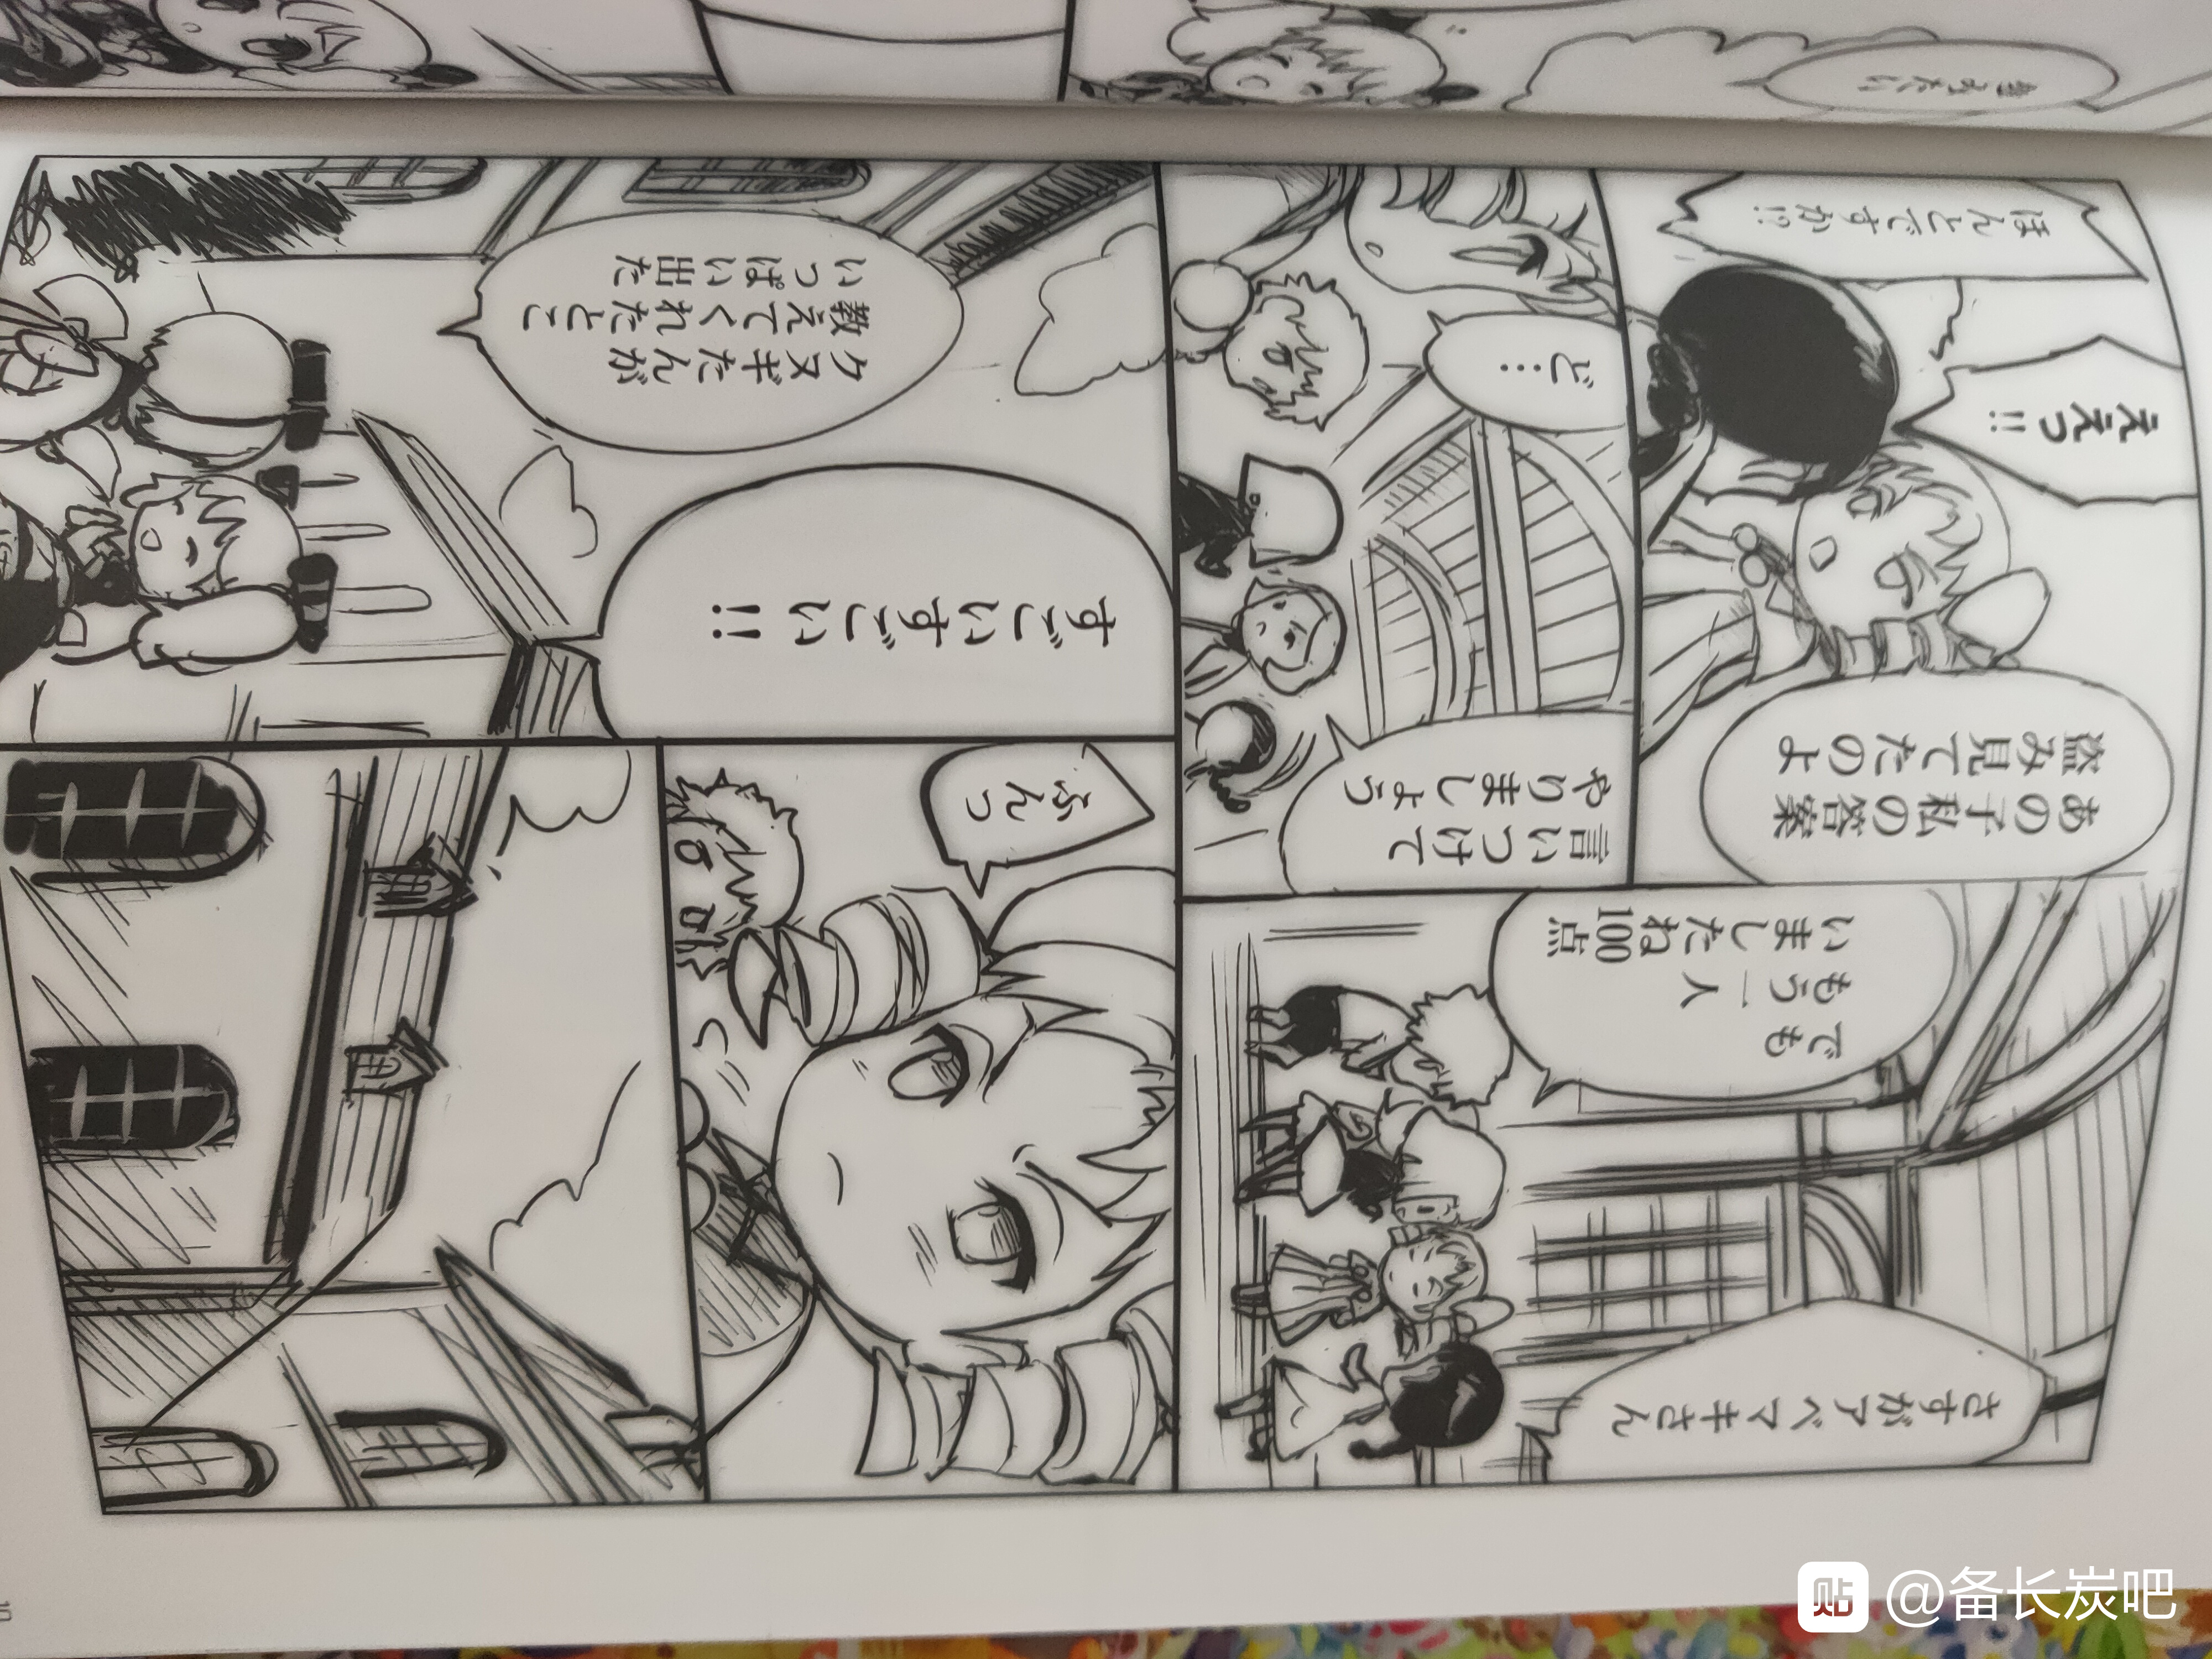 さすがアベマキさん
でも
もう一人
いましたね100点
あの子私の答案
盗み見てたのよ
ええっ!!
ほんとですか!?
言いつけて
やりましょう
ど…
ふんっ
すごいすごい!!
クヌギたんが
教えてくれたとこ
いっぱい出た
貼 @备长炭吧